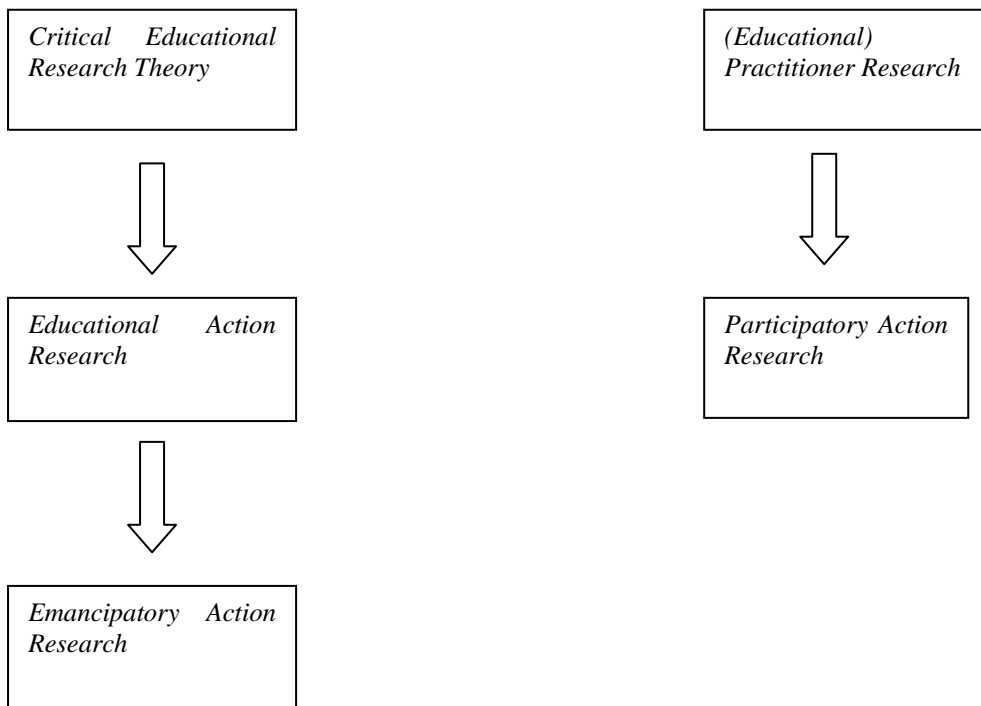 Critical Educational
Research Theory
(Educational)
Practitioner Research
Educational Action
Research
Participatory Action
Research
Emancipatory Action
Research